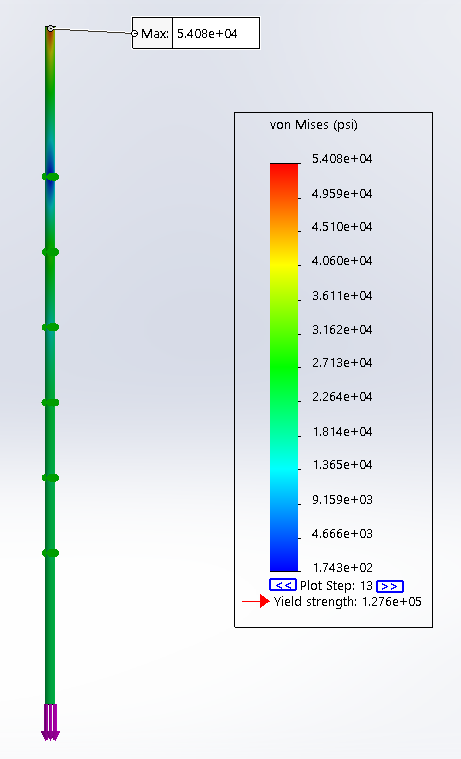 Max: 5.408e+04
von Mises (psi)
5.408e+04
4.959e+04
4.510e+04
4.060e+04
3.611e+04
3.162e+04
2.713e+04
2.264e+04
1.814e+04
1.365e+04
9.159e+03
4.666e+03
1.743e+02
<< Plot Step: 13 >>
Yield strength: 1.276e+05